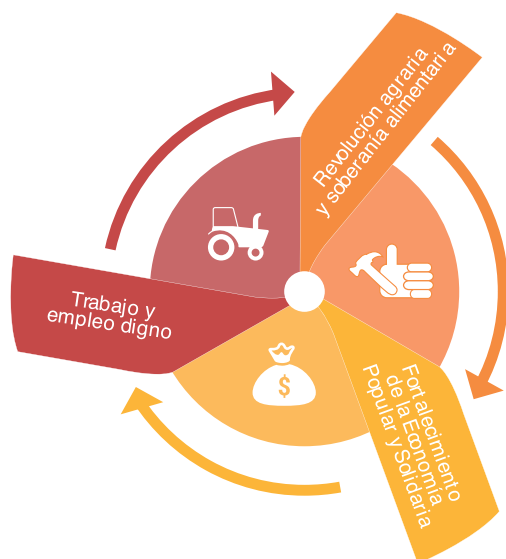 Revolución agraria
y soberanía alimentaria
Trabajo y
empleo digno
$
Fortalecimiento
de la Economía
Popular y Solidaria